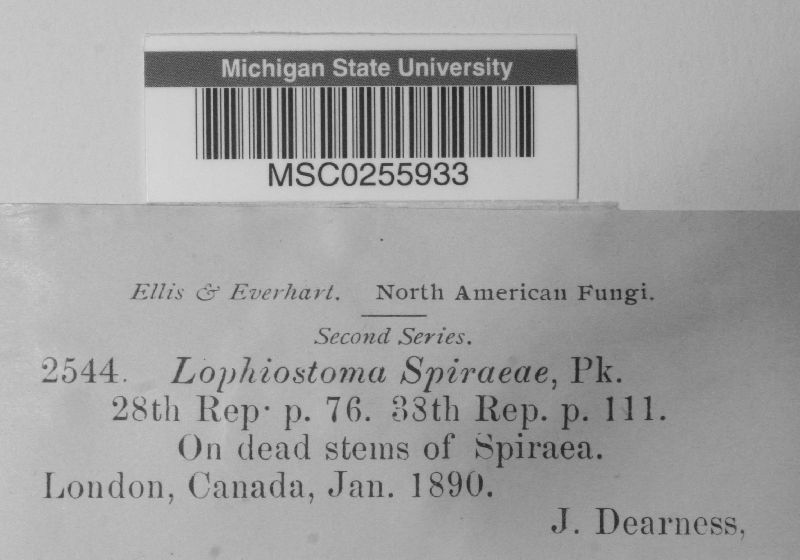 Michigan State University
MSC0255933
Ellis & Everhart. North American Fungi.
Second Series.
2544. Lophiostoma Spiraeae, Pk.
28th Rep· p. 76. 38th Rep. p. 111.
On dead stems of Spiraea.
London, Canada, Jan. 1890.
J. Dearness,